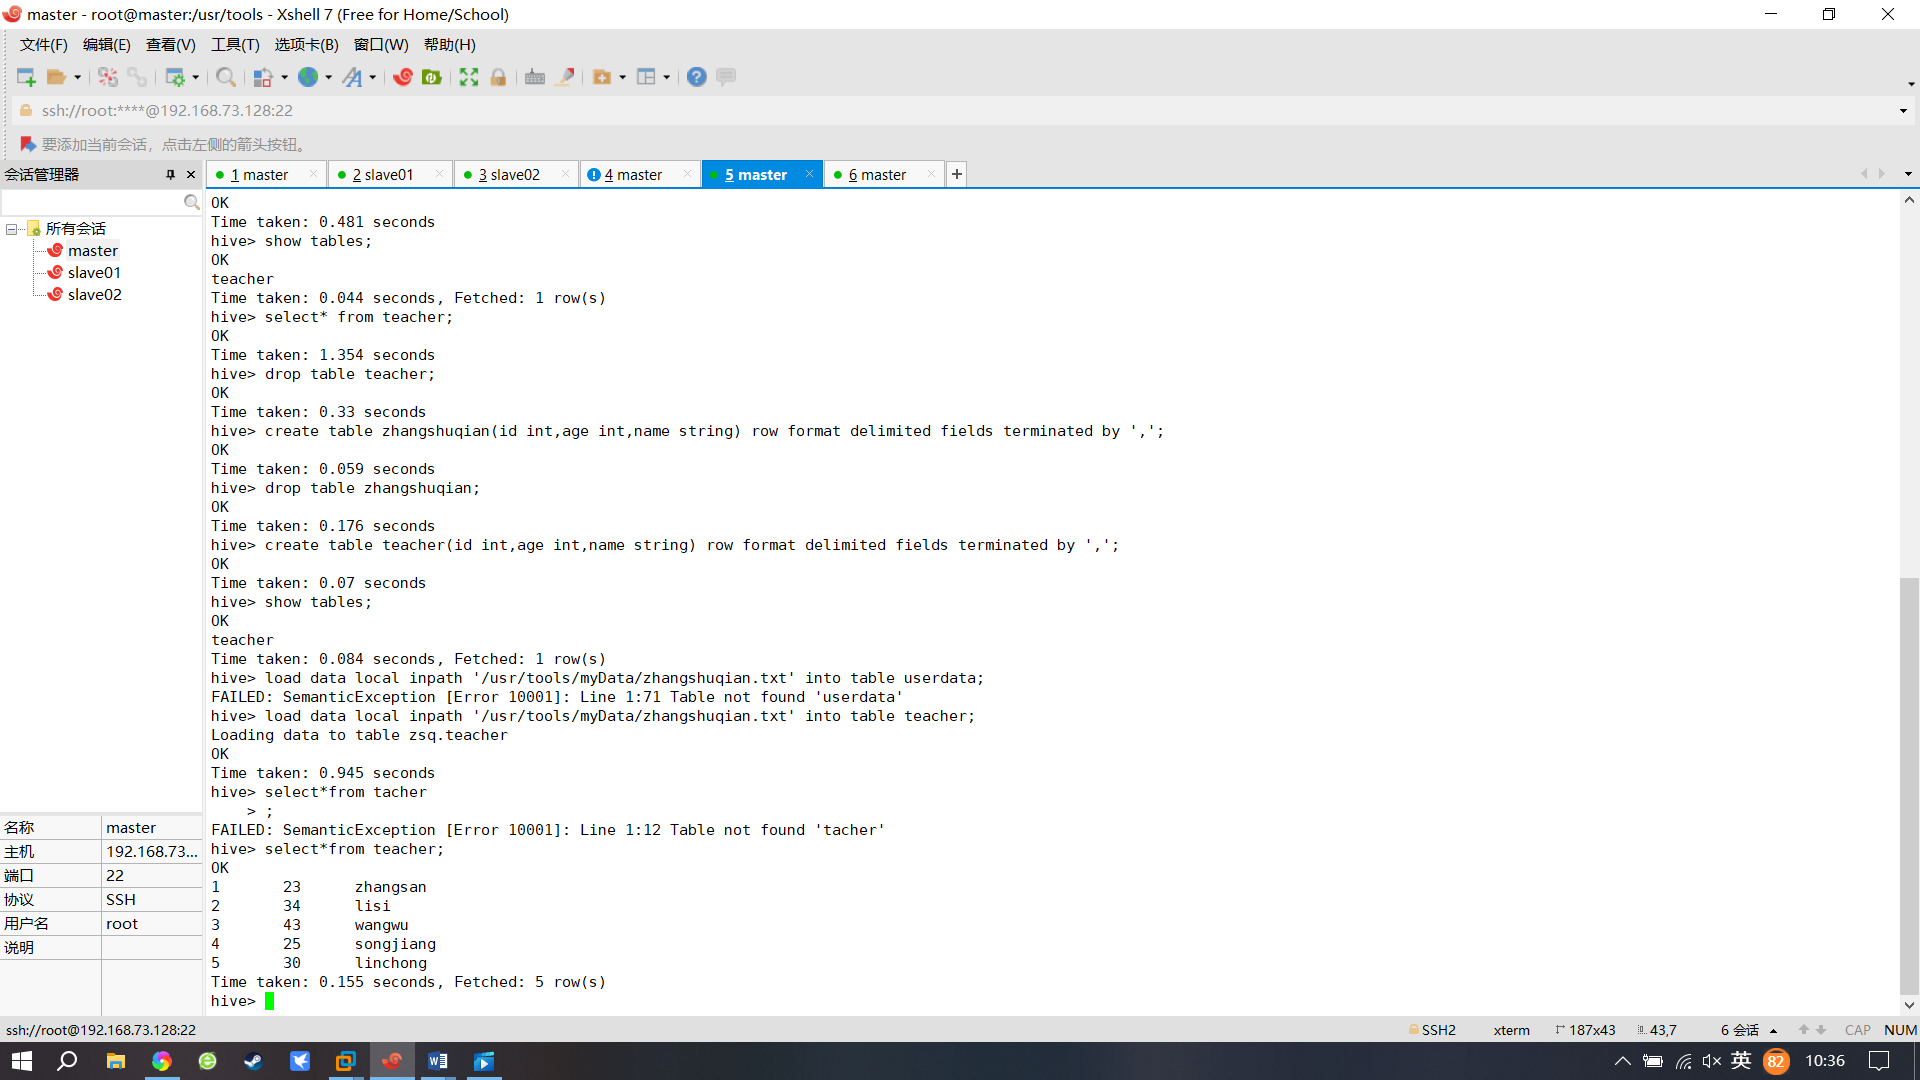 master - root@master:/usr/tools - Xshell 7 (Free for Home/School)
文件(F) 编辑(E) 查看(V) 工具(T) 选项卡(B) 窗口(W) 帮助(H)
ssh://root:****@192.168.73.128:22
要添加当前会话，点击左侧的箭头按钮。
会话管理器
1 master
2 slave01
3 slave02
4 master
5 master
6 master
所有会话
master
slave01
slave02
OK
Time taken: 0.481 seconds
hive> show tables;
OK
teacher
Time taken: 0.044 seconds, Fetched: 1 row(s)
hive> select* from teacher;
OK
Time taken: 1.354 seconds
hive> drop table teacher;
OK
Time taken: 0.33 seconds
hive> create table zhangshuqian(id int,age int,name string) row format delimited fields terminated by ',';
OK
Time taken: 0.059 seconds
hive> drop table zhangshuqian;
OK
Time taken: 0.176 seconds
hive> create table teacher(id int,age int,name string) row format delimited fields terminated by ',';
OK
Time taken: 0.07 seconds
hive> show tables;
OK
teacher
Time taken: 0.084 seconds, Fetched: 1 row(s)
hive> load data local inpath '/usr/tools/myData/zhangshuqian.txt' into table userdata;
FAILED: SemanticException [Error 10001]: Line 1:71 Table not found 'userdata'
hive> load data local inpath '/usr/tools/myData/zhangshuqian.txt' into table teacher;
Loading data to table zsq.teacher
OK
Time taken: 0.945 seconds
hive> select*from tacher
    > ;
FAILED: SemanticException [Error 10001]: Line 1:12 Table not found 'tacher'
hive> select*from teacher;
OK
1 23 zhangsan
2 34 lisi
3 43 wangwu
4 25 songjiang
5 30 linchong
Time taken: 0.155 seconds, Fetched: 5 row(s)
hive>
名称 master
主机 192.168.73...
端口 22
协议 SSH
用户名 root
说明
ssh://root@192.168.73.128:22 SSH2 xterm 187x43 43,7 6 会话 CAP NUM
英 82 10:36